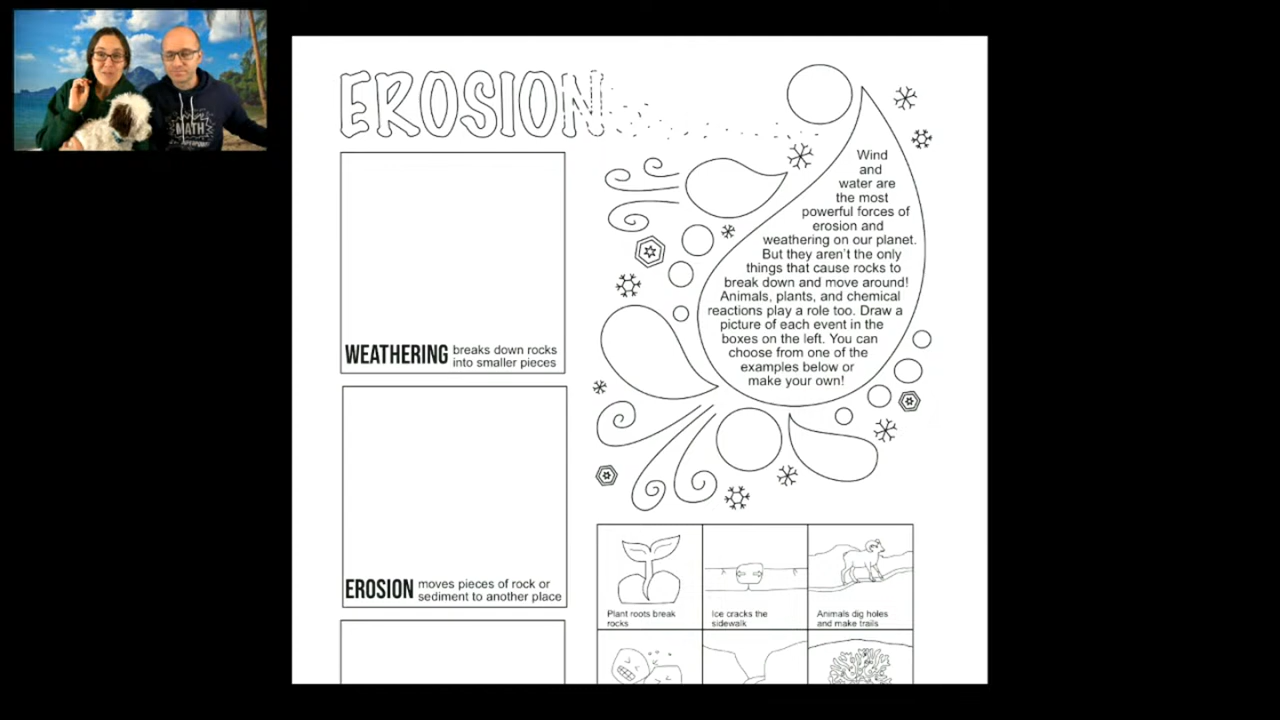 EROSION
Wind
and
water are
the most
powerful forces of
erosion and
weathering on our planet.
But they aren't the only
things that cause rocks to
break down and move around!
Animals, plants, and chemical
reactions play a role too. Draw a
picture of each event in the
boxes on the left. You can
choose from one of the
examples below or
make your own!
WEATHERING breaks down rocks
into smaller pieces
EROSION moves pieces of rock or
sediment to another place
Plant roots break
rocks
Ice cracks the
sidewalk
Animals dig holes
and make trails
MATH